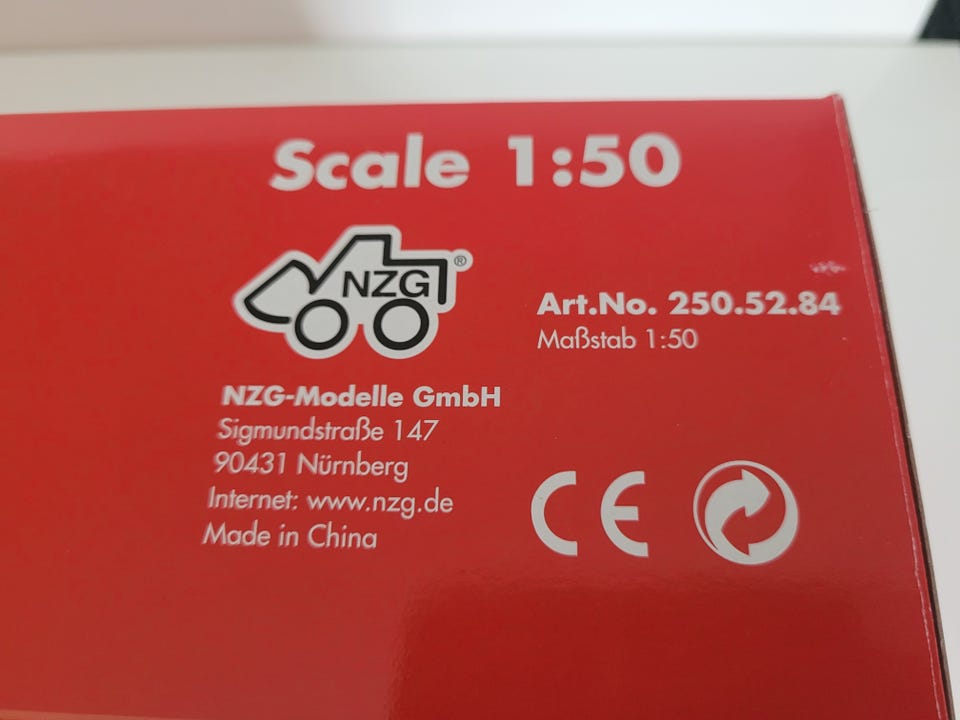 Scale 1:50
NZG®
Art.No. 250.52.84
Maßstab 1:50
NZG-Modelle GmbH
Sigmundstraße 147
90431 Nürnberg
Internet: www.nzg.de
Made in China
CE